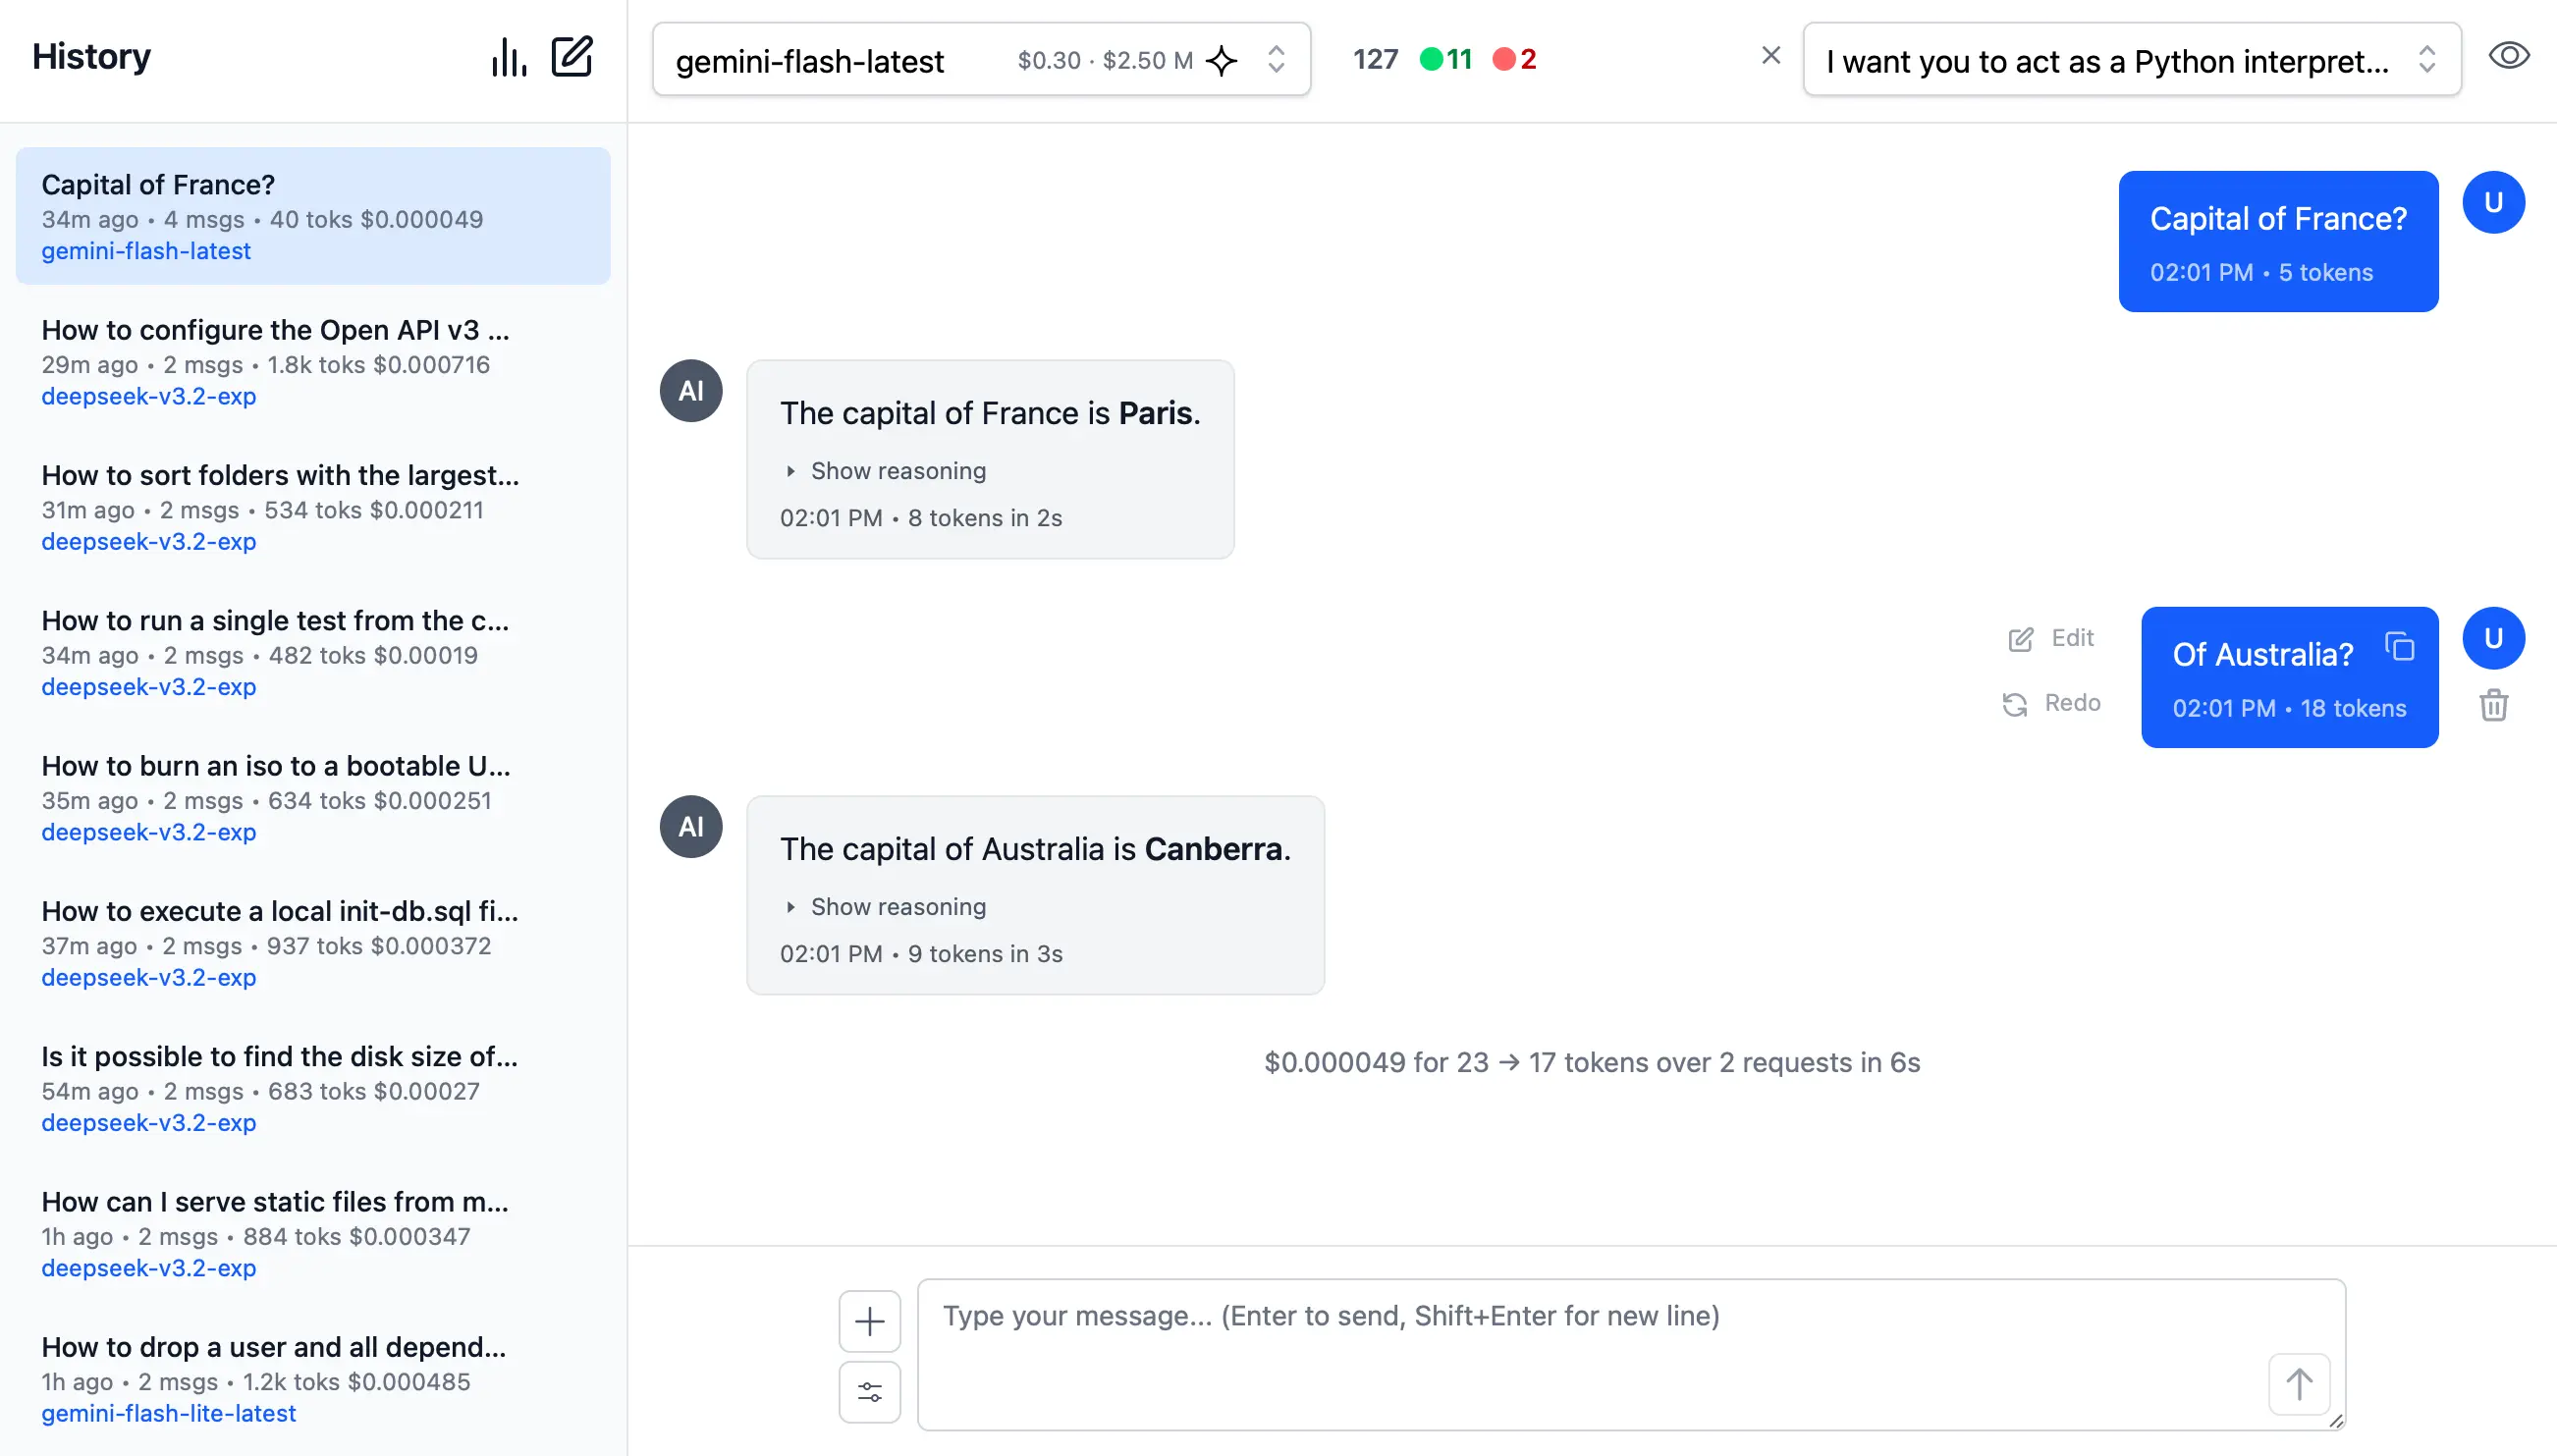 History
gemini-flash-latest $0.30 · $2.50 M
127 11 2
I want you to act as a Python interpret...
Capital of France?
34m ago • 4 msgs • 40 toks $0.000049
gemini-flash-latest
How to configure the Open API v3 ...
29m ago • 2 msgs • 1.8k toks $0.000716
deepseek-v3.2-exp
How to sort folders with the largest...
31m ago • 2 msgs • 534 toks $0.000211
deepseek-v3.2-exp
How to run a single test from the c...
34m ago • 2 msgs • 482 toks $0.00019
deepseek-v3.2-exp
How to burn an iso to a bootable U...
35m ago • 2 msgs • 634 toks $0.000251
deepseek-v3.2-exp
How to execute a local init-db.sql fi...
37m ago • 2 msgs • 937 toks $0.000372
deepseek-v3.2-exp
Is it possible to find the disk size of...
54m ago • 2 msgs • 683 toks $0.00027
deepseek-v3.2-exp
How can I serve static files from m...
1h ago • 2 msgs • 884 toks $0.000347
deepseek-v3.2-exp
How to drop a user and all depend...
1h ago • 2 msgs • 1.2k toks $0.000485
gemini-flash-lite-latest
Capital of France?
02:01 PM • 5 tokens
U
AI
The capital of France is Paris.
Show reasoning
02:01 PM • 8 tokens in 2s
Edit
Redo
Of Australia?
02:01 PM • 18 tokens
U
AI
The capital of Australia is Canberra.
Show reasoning
02:01 PM • 9 tokens in 3s
$0.000049 for 23 → 17 tokens over 2 requests in 6s
Type your message... (Enter to send, Shift+Enter for new line)